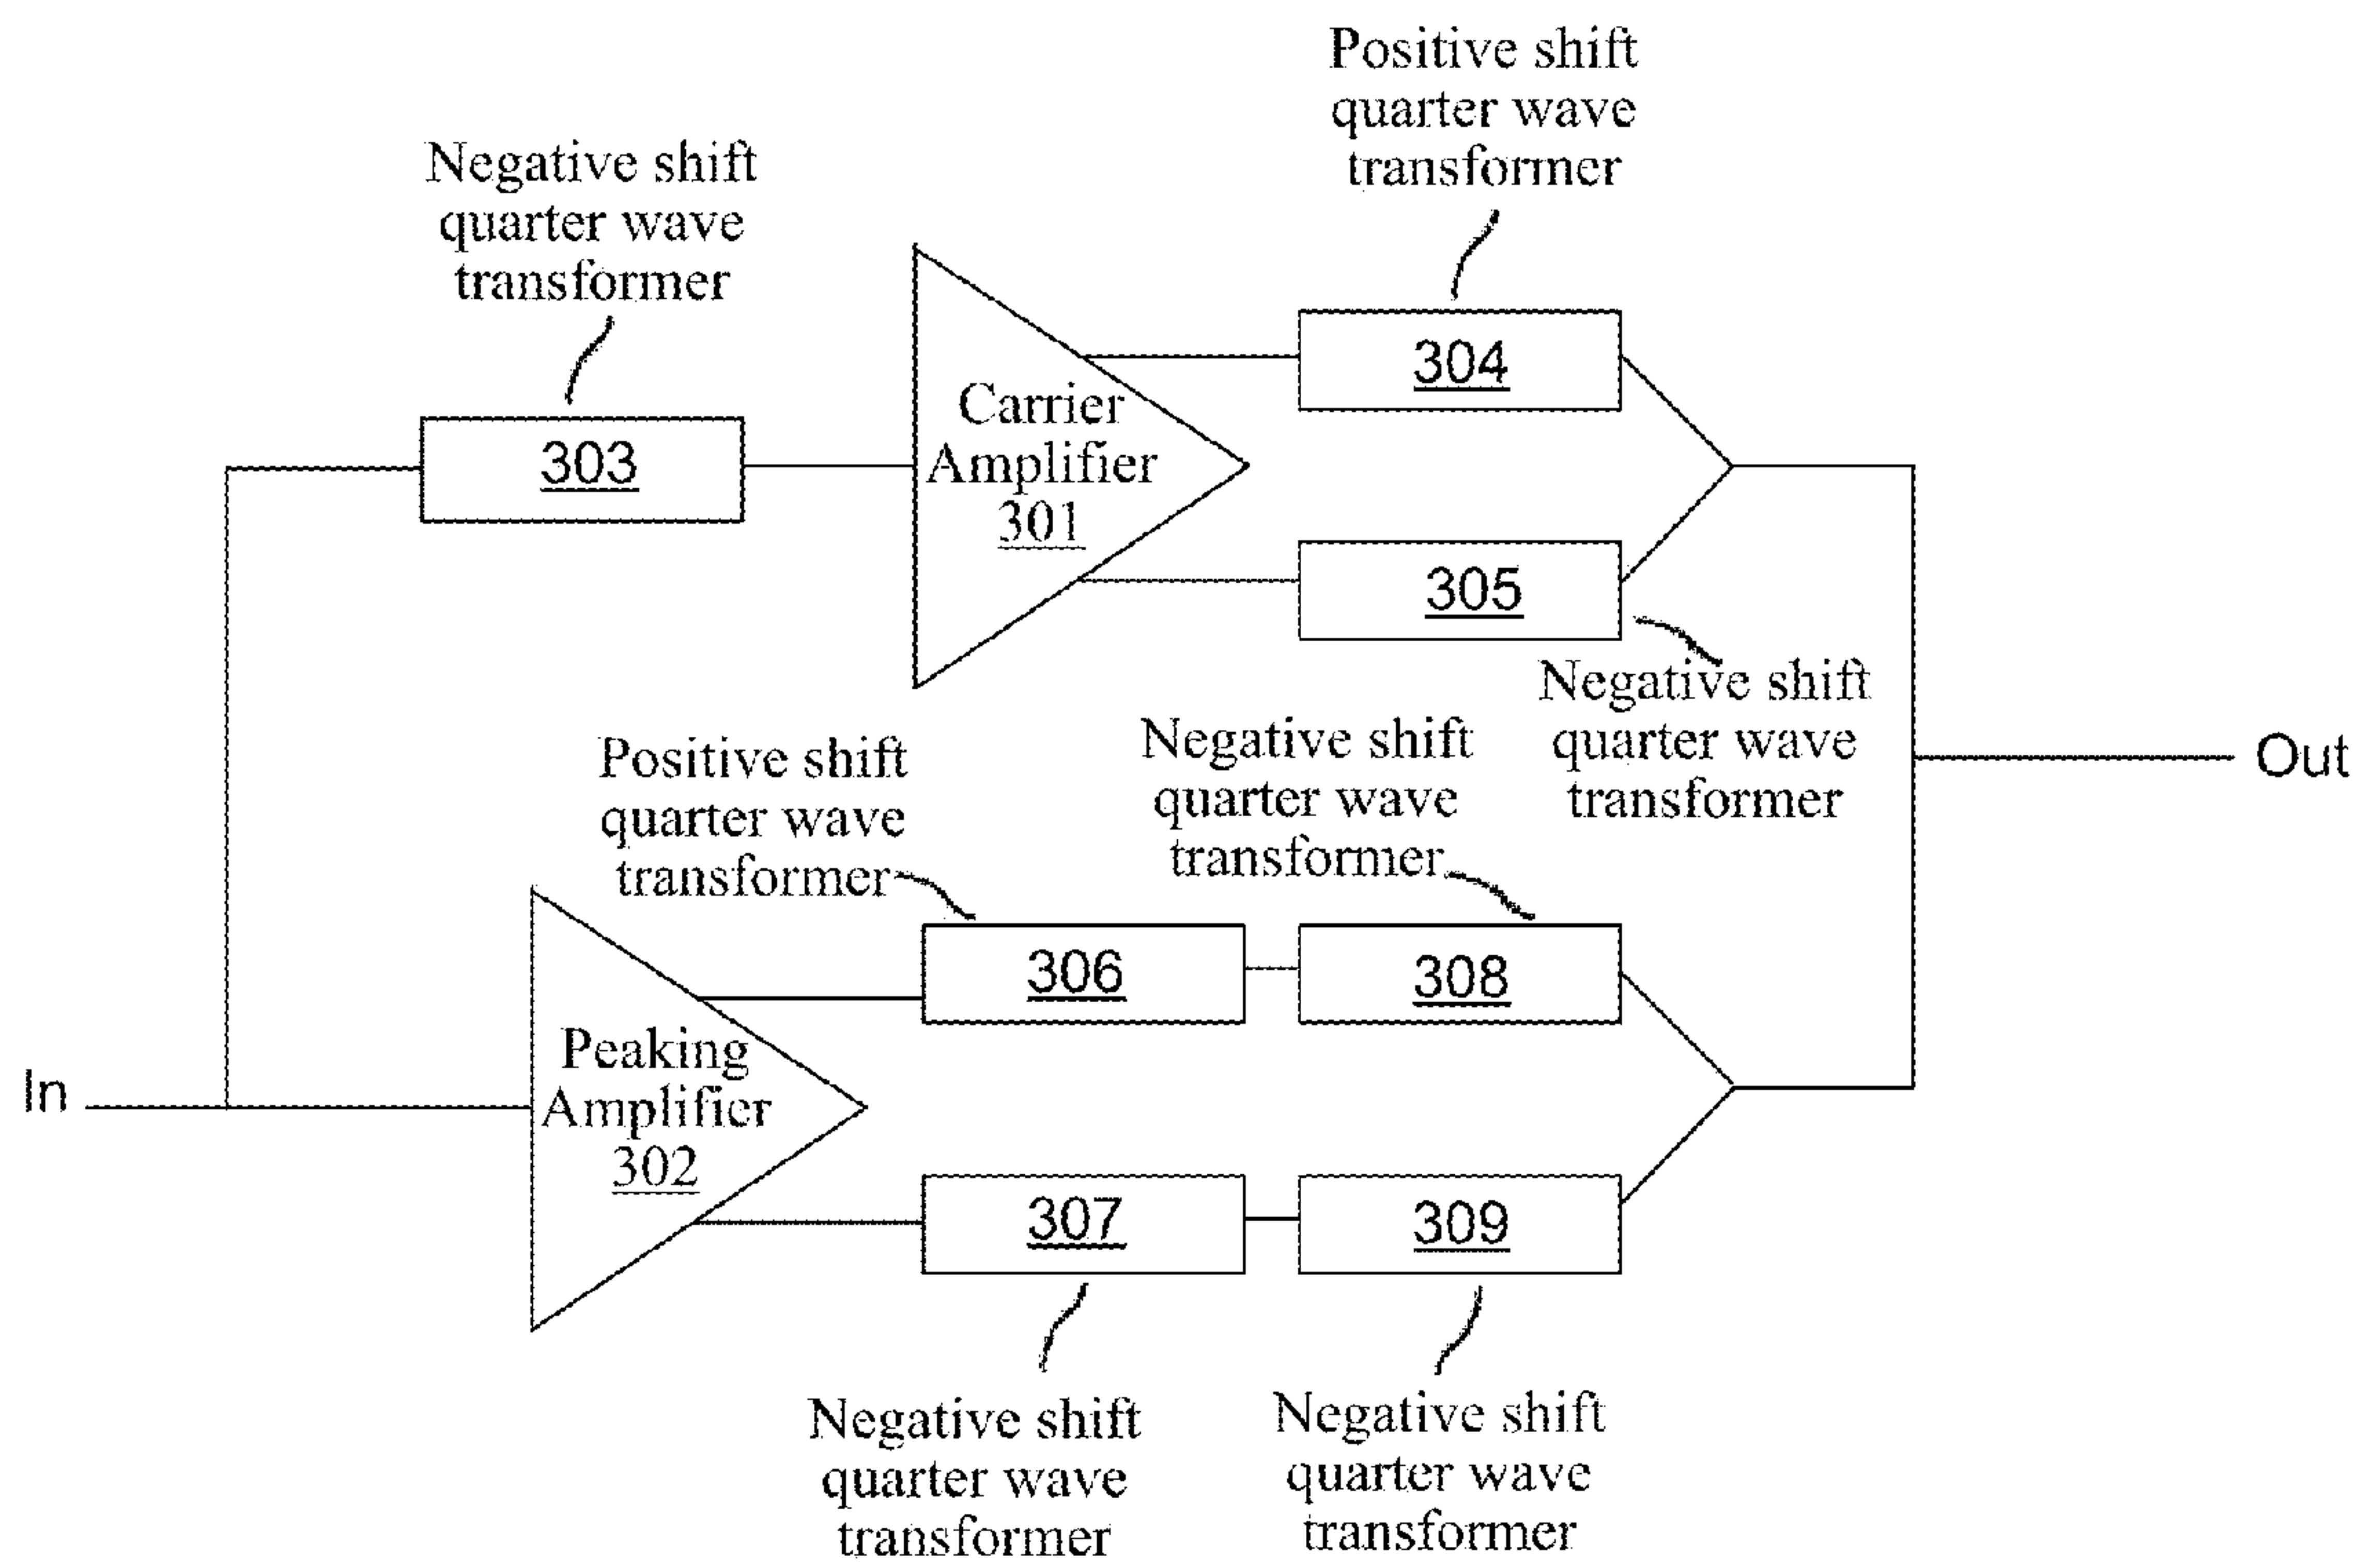 Positive shift
quarter wave
transformer
Negative shift
quarter wave
transformer
304
303
Carrier
Amplifier
301
305
Negative shift
quarter wave
transformer
Positive shift
quarter wave
transformer
Negative shift
quarter wave
transformer
Out
306
308
Peaking
Amplifier
302
In
307
309
Negative shift
quarter wave
transformer
Negative shift
quarter wave
transformer